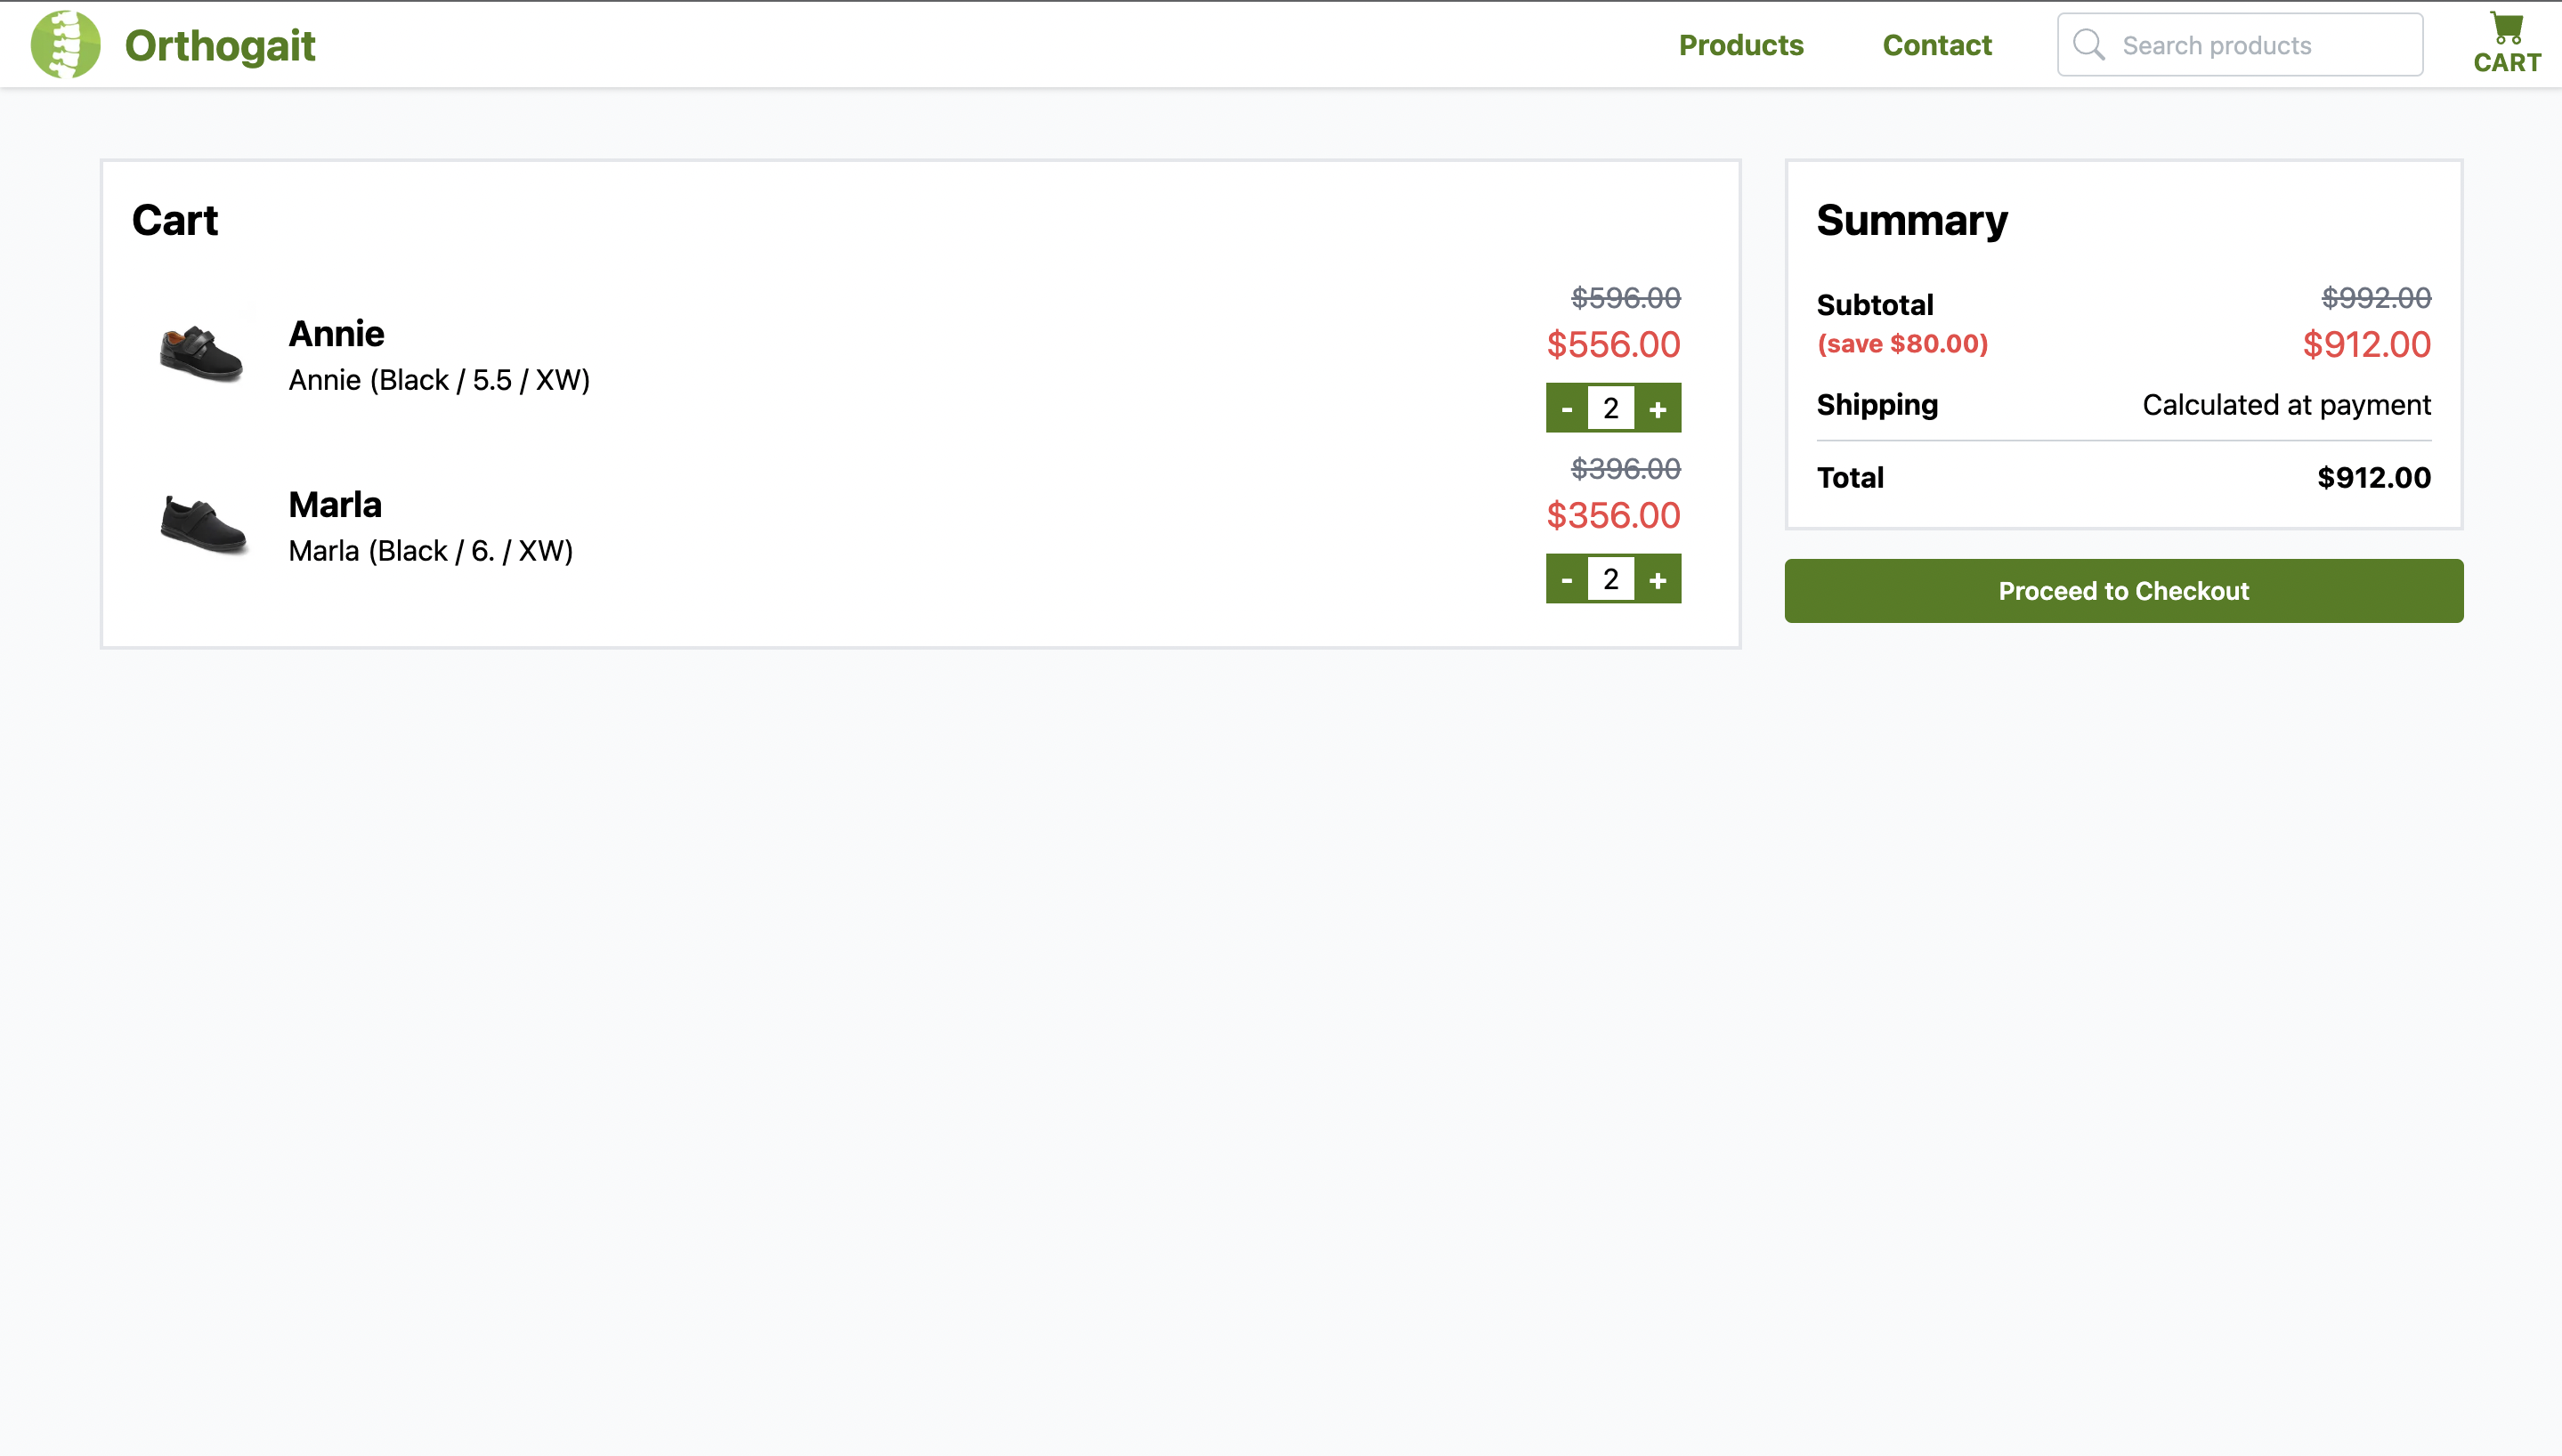 Orthogait
Products
Contact
Search products
CART
Cart
Annie
Annie (Black / 5.5 / XW)
$596.00
$556.00
- 2 +
Marla
Marla (Black / 6. / XW)
$396.00
$356.00
- 2 +
Summary
Subtotal
(save $80.00)
$992.00
$912.00
Shipping Calculated at payment
Total $912.00
Proceed to Checkout